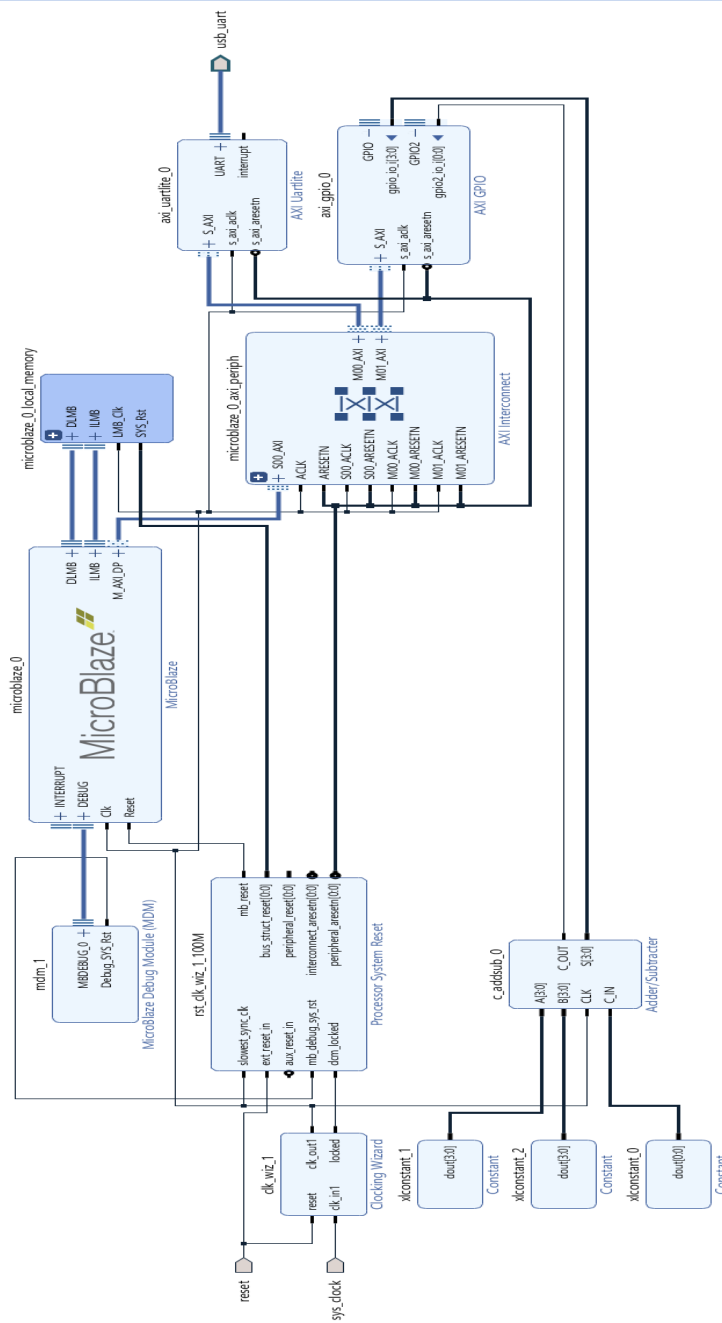 reset
sys_clock
clk_wiz_1
reset
clk_in1
clk_out1
locked
Clocking Wizard
xlconstant_1
dout[3:0]
Constant
xlconstant_2
dout[3:0]
Constant
xlconstant_0
dout[0:0]
Constant
mdm_1
MBDEBUG_0
Debug_SYS_Rst
MicroBlaze Debug Module (MDM)
rst_clk_wiz_1_100M
slowest_sync_clk
ext_reset_in
aux_reset_in
mb_debug_sys_rst
dcm_locked
mb_reset
bus_struct_reset[0:0]
peripheral_reset[0:0]
interconnect_aresetn[0:0]
peripheral_aresetn[0:0]
Processor System Reset
c_addsub_0
A[3:0]
B[3:0]
CLK
C_IN
C_OUT
S[3:0]
Adder/Subtracter
microblaze_0
INTERRUPT
DEBUG
Clk
Reset
MicroBlaze
DLMB
ILMB
M_AXI_DP
MicroBlaze
microblaze_0_local_memory
DLMB
ILMB
LMB_Clk
SYS_Rst
microblaze_0_axi_periph
S00_AXI
ACLK
ARESETN
S00_ACLK
S00_ARESETN
M00_ACLK
M00_ARESETN
M01_ACLK
M01_ARESETN
M00_AXI
M01_AXI
AXI Interconnect
axi_uartlite_0
S_AXI
s_axi_aclk
s_axi_aresetn
UART
interrupt
AXI Uartlite
usb_uart
axi_gpio_0
S_AXI
s_axi_aclk
s_axi_aresetn
GPIO
gpio_io_i[3:0]
GPIO2
gpio2_io_i[0:0]
AXI GPIO